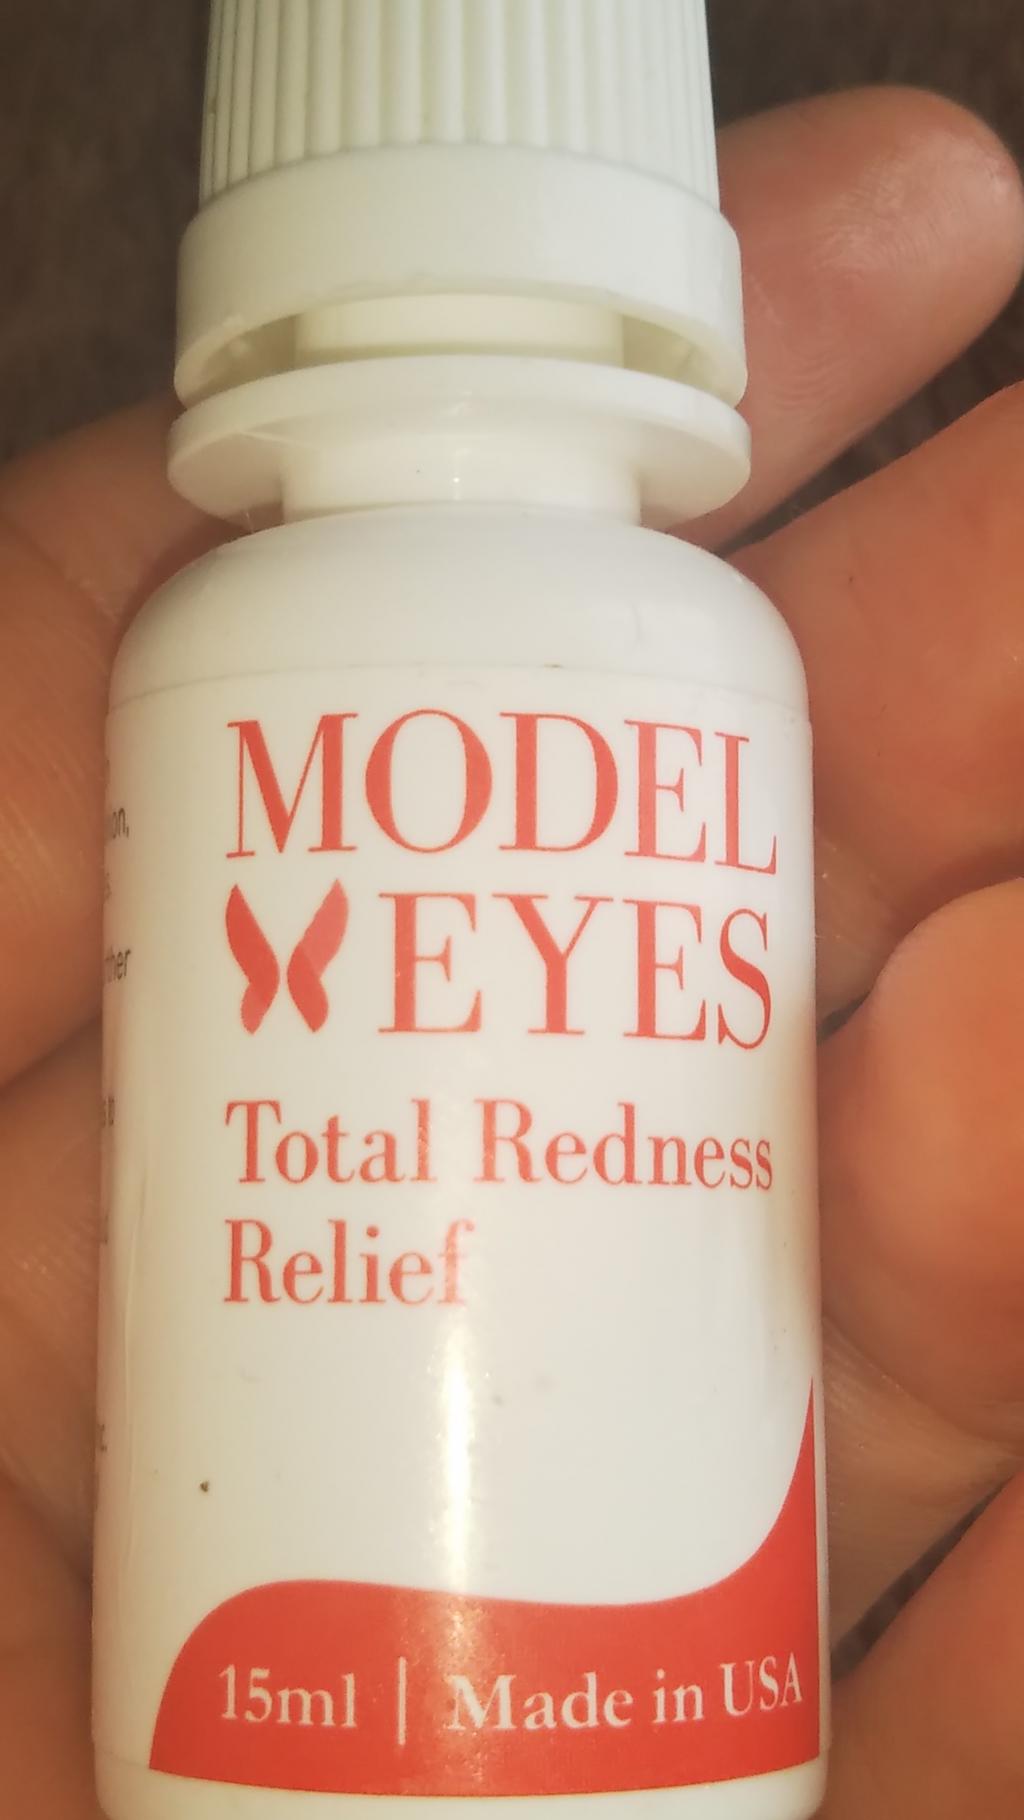 MODEL
EYES
Total Redness
Relief
15ml | Made in USA